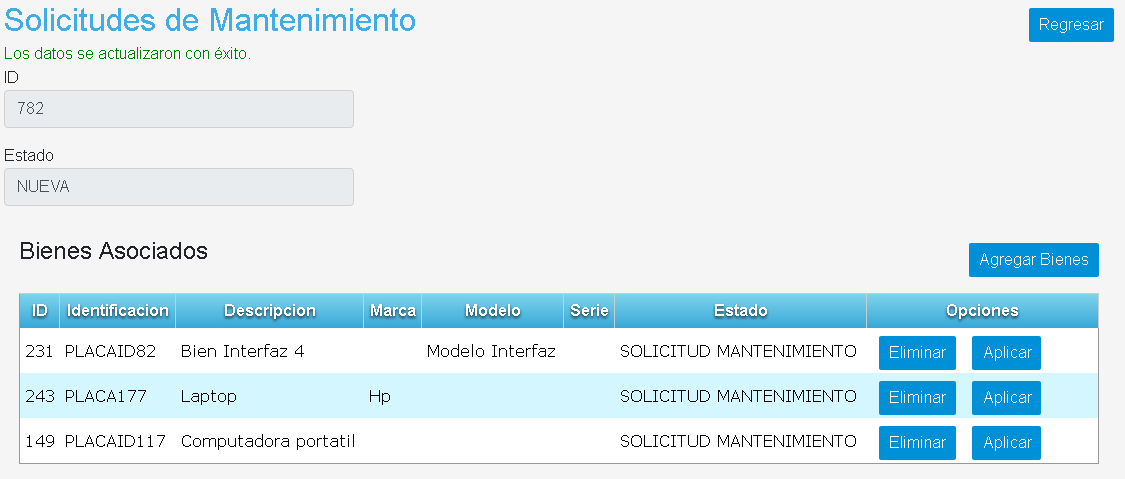 Solicitudes de Mantenimiento
Regresar
Los datos se actualizaron con éxito.
ID
782
Estado
NUEVA
Bienes Asociados
Agregar Bienes
ID Identificacion Descripcion Marca Modelo Serie Estado Opciones
231 PLACAID82 Bien Interfaz 4 Modelo Interfaz SOLICITUD MANTENIMIENTO Eliminar Aplicar
243 PLACA177 Laptop Hp SOLICITUD MANTENIMIENTO Eliminar Aplicar
149 PLACAID117 Computadora portatil SOLICITUD MANTENIMIENTO Eliminar Aplicar